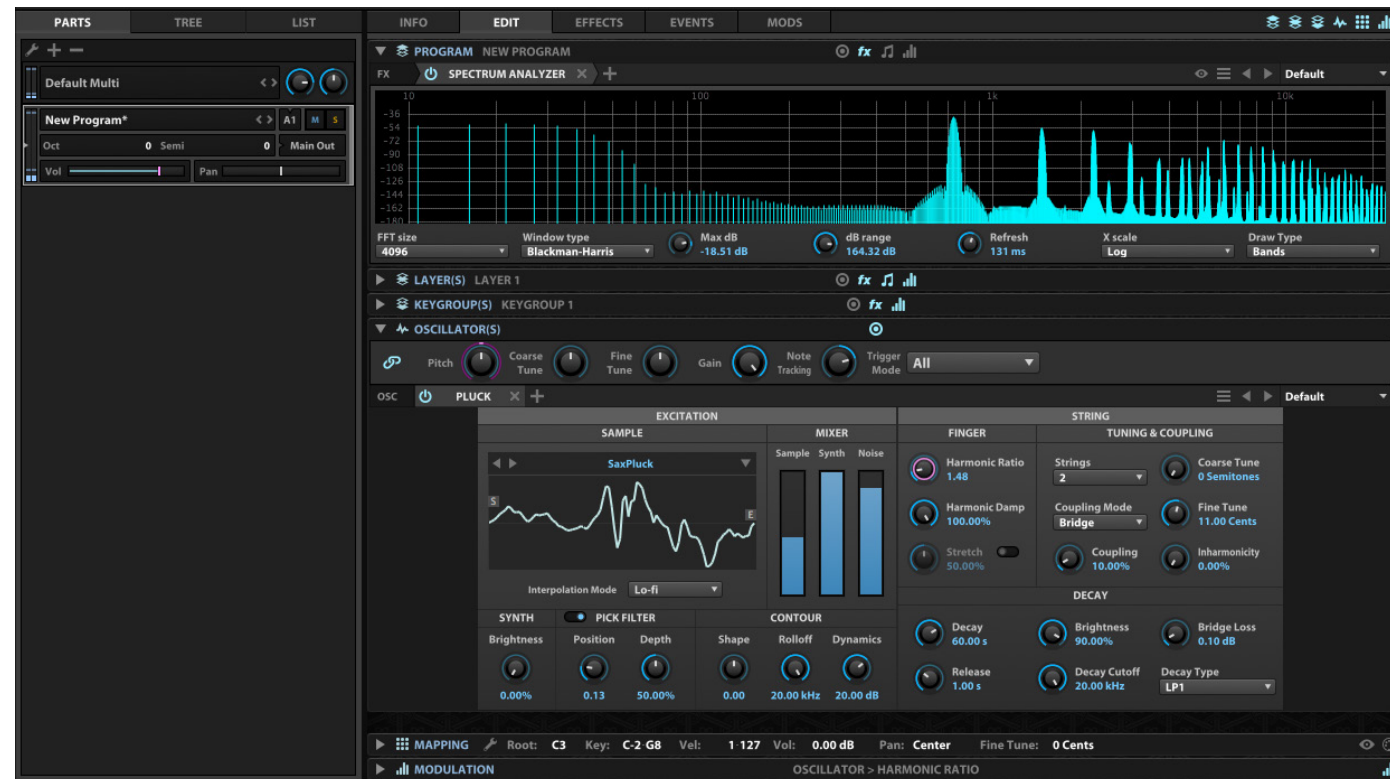 PARTS TREE LIST INFO EDIT EFFECTS EVENTS MODS
PROGRAM NEW PROGRAM fx
FX SPECTRUM ANALYZER Default
Default Multi
10 100 1k 10k
-36
-54
-72
-90
-108
-126
-144
-162
-180
New Program* A1 M S
Oct 0 Semi 0 Main Out
Vol Pan
FFT size Window type Max dB dB range Refresh X scale Draw Type
4096 Blackman-Harris -18.51 dB 164.32 dB 131 ms Log Bands
LAYER(S) LAYER 1 fx
KEYGROUP(S) KEYGROUP 1 fx
OSCILLATOR(S)
Pitch Coarse Tune Fine Tune Gain Note Tracking Trigger Mode All
OSC PLUCK Default
EXCITATION STRING
SAMPLE MIXER FINGER TUNING & COUPLING
SaxPluck
S
E
Sample Synth Noise
Harmonic Ratio Strings Coarse Tune
1.48 2 0 Semitones
Harmonic Damp Coupling Mode Fine Tune
100.00% Bridge 11.00 Cents
Stretch Coupling Inharmonicity
50.00% 10.00% 0.00%
Interpolation Mode Lo-fi
DECAY
SYNTH PICK FILTER CONTOUR
Brightness Position Depth Shape Rolloff Dynamics
0.00% 0.13 50.00% 0.00 20.00 kHz 20.00 dB
Decay Brightness Bridge Loss
60.00 s 90.00% 0.10 dB
Release Decay Cutoff Decay Type
1.00 s 20.00 kHz LP1
MAPPING Root: C3 Key: C-2 G8 Vel: 1 127 Vol: 0.00 dB Pan: Center Fine Tune: 0 Cents
MODULATION OSCILLATOR > HARMONIC RATIO